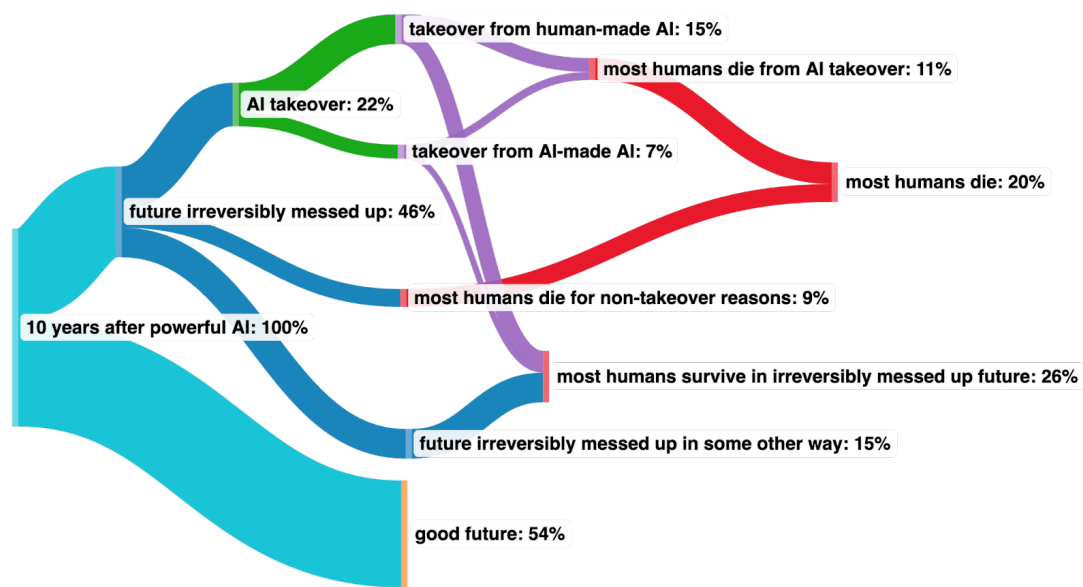 takeover from human-made AI: 15%
most humans die from AI takeover: 11%
AI takeover: 22%
takeover from AI-made AI: 7%
most humans die: 20%
future irreversibly messed up: 46%
most humans die for non-takeover reasons: 9%
10 years after powerful AI: 100%
most humans survive in irreversibly messed up future: 26%
future irreversibly messed up in some other way: 15%
good future: 54%